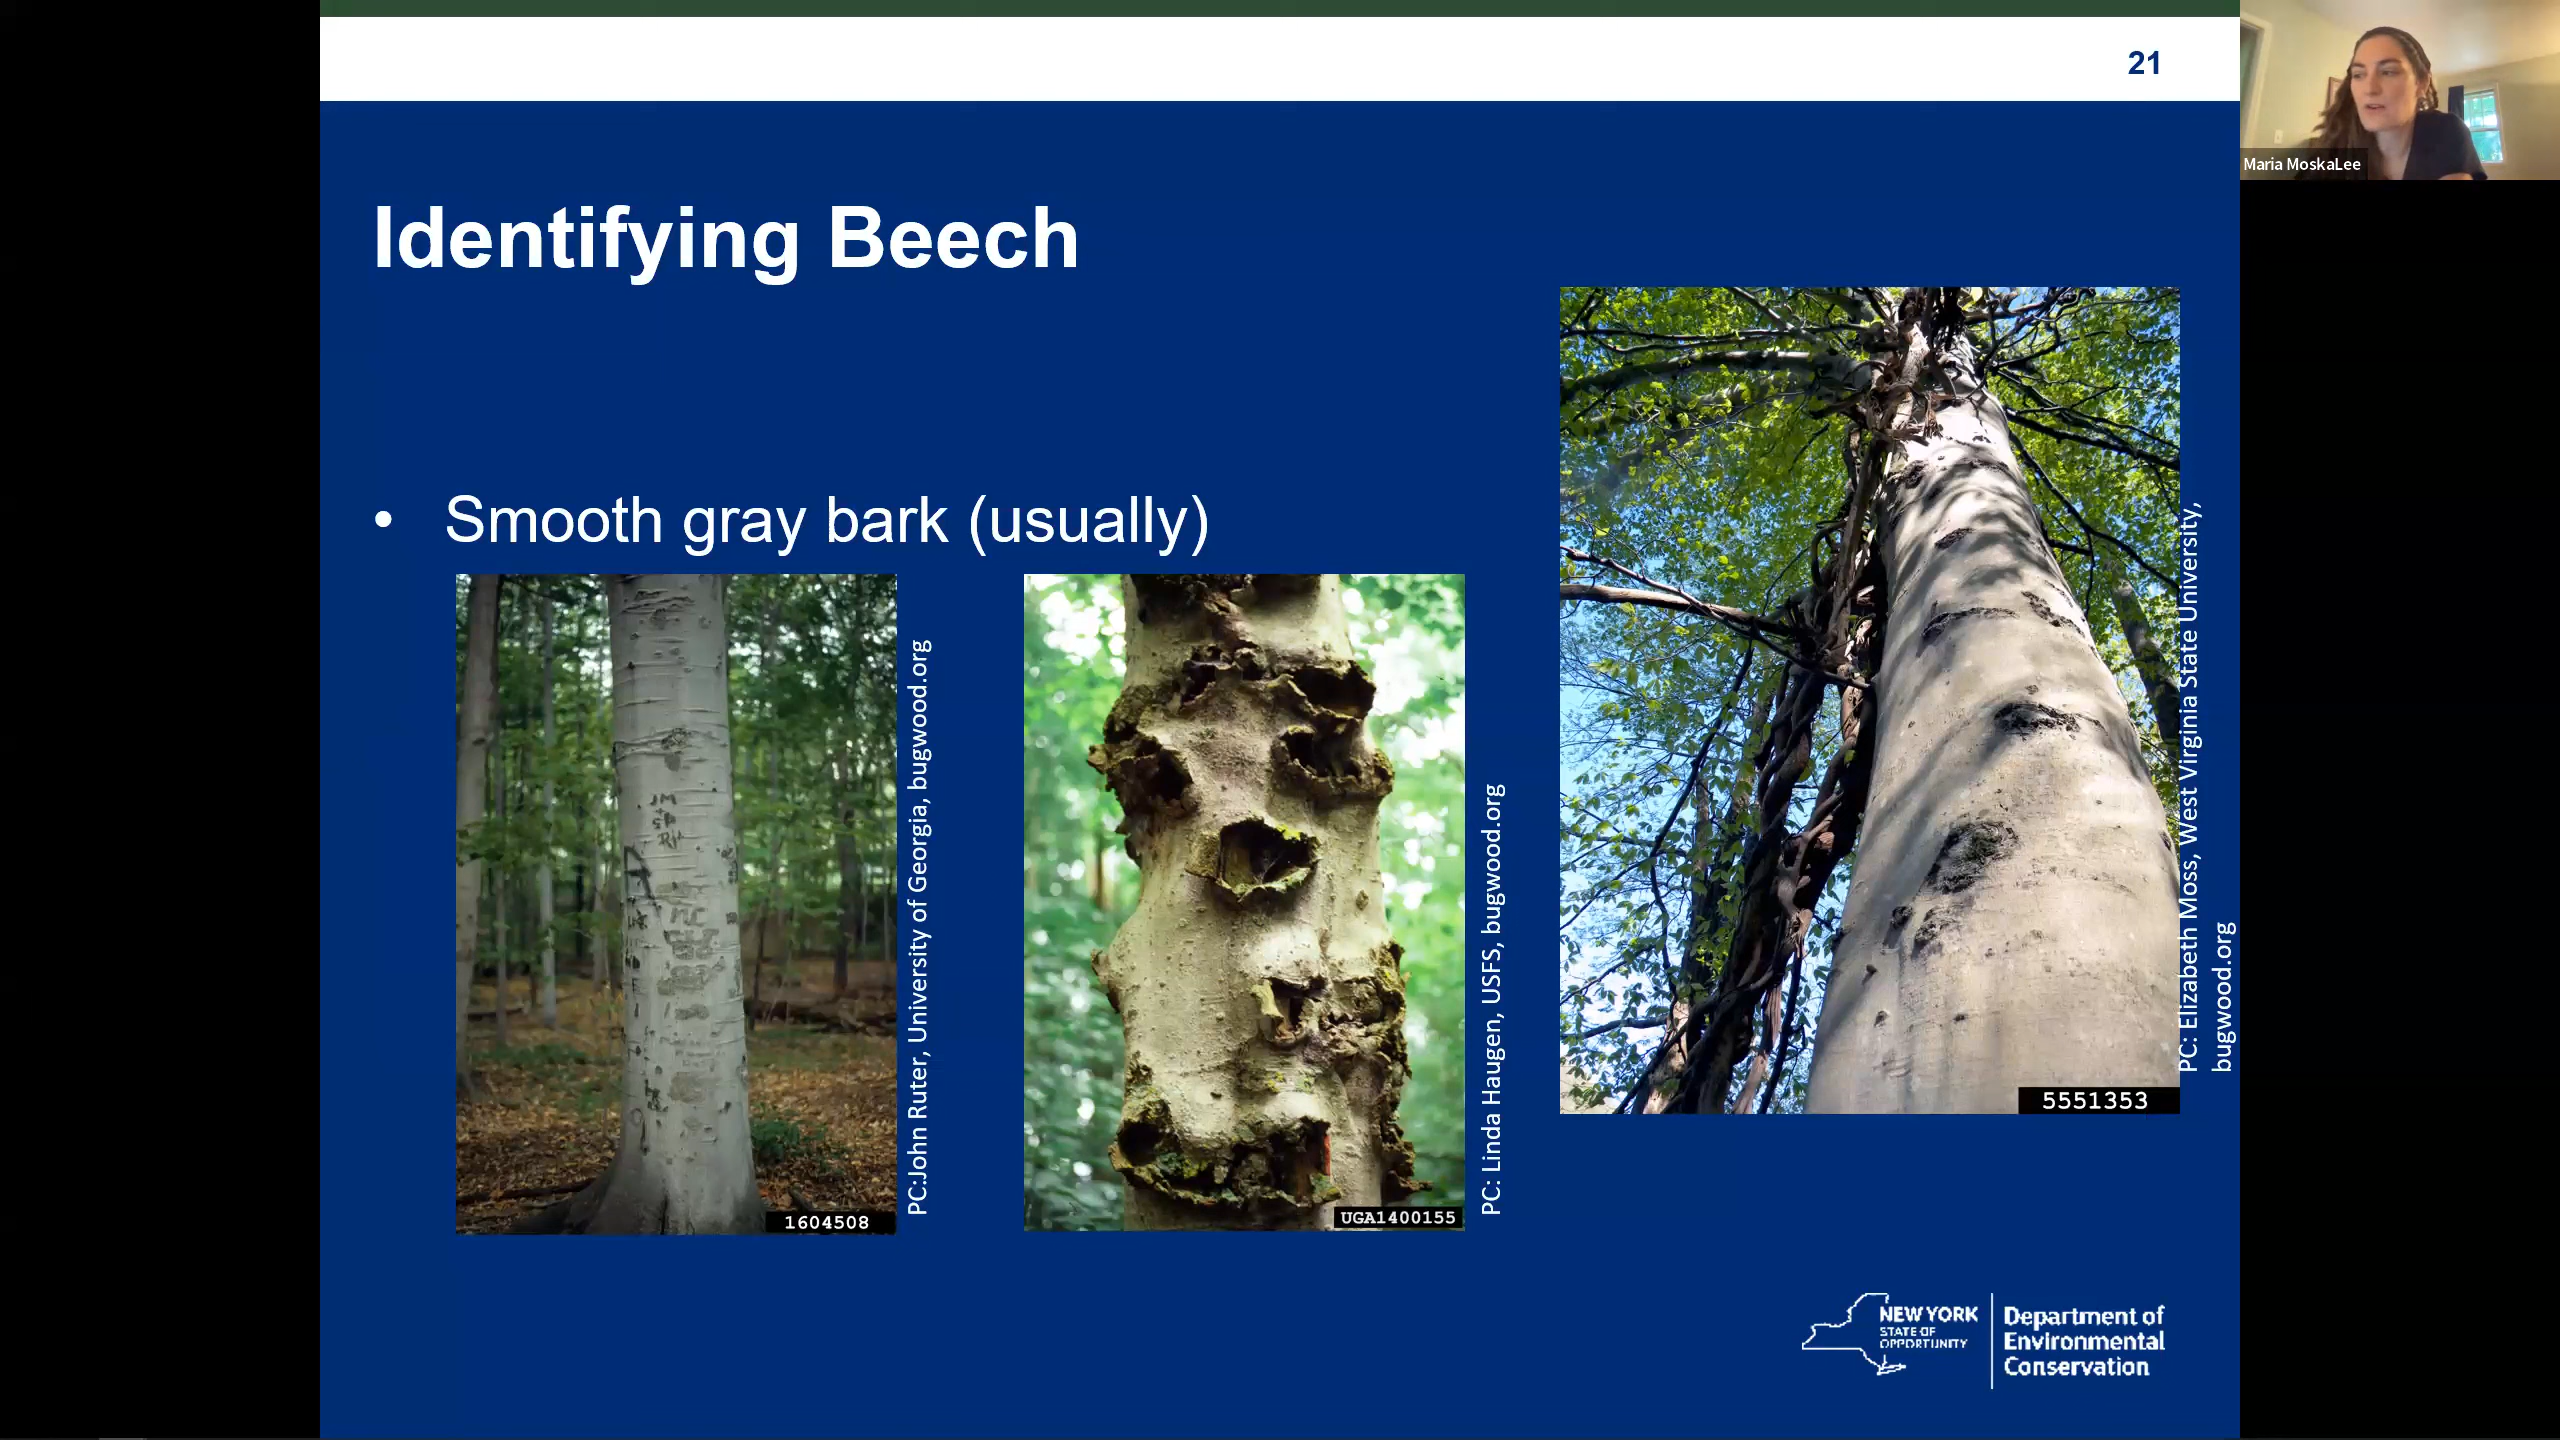 21
Maria MoskaLee
Identifying Beech
• Smooth gray bark (usually)
PC:John Ruter, University of Georgia, bugwood.org
1604508
PC: Linda Haugen, USFS, bugwood.org
UGA1400155
PC: Elizabeth Moss, West Virginia State University,
bugwood.org
5551353
NEW YORK
STATE OF
OPPORTUNITY
Department of
Environmental
Conservation